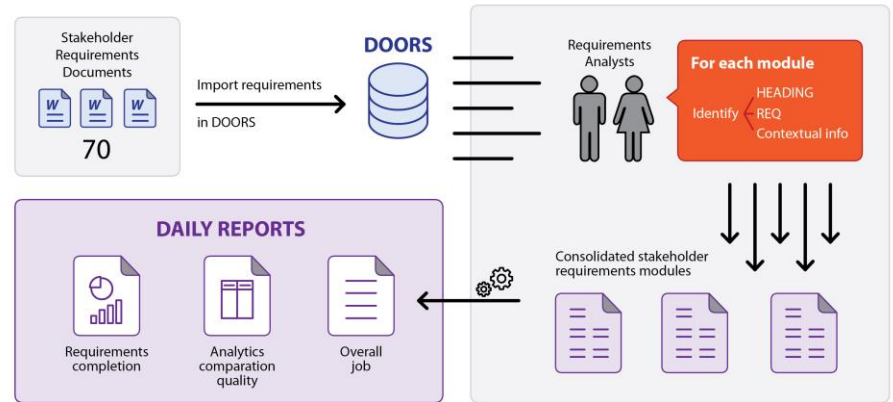 Stakeholder
Requirements
Documents
W
W
W
70
Import requirements
in DOORS
DOORS
Requirements
Analysts
For each module
Identify
HEADING
REQ
Contextual info
Consolidated stakeholder
requirements modules
DAILY REPORTS
Requirements
completion
Analytics
comparation
quality
Overall
job